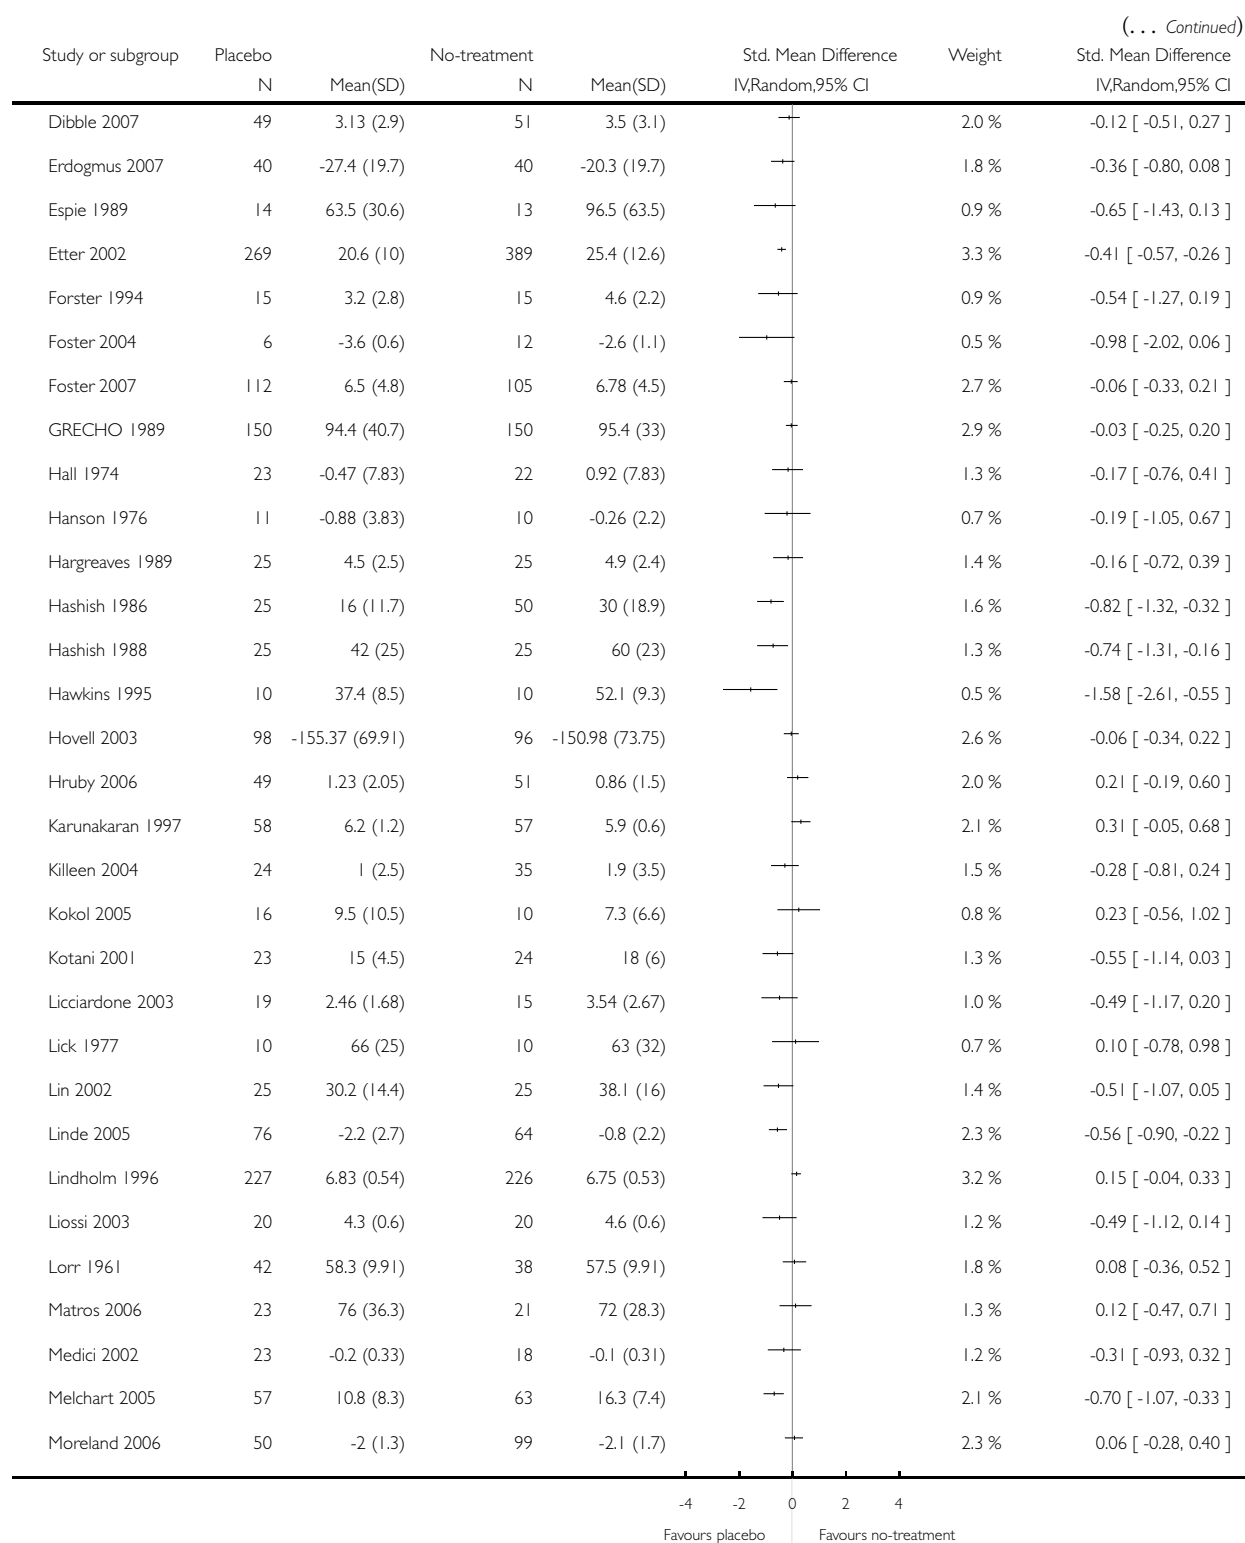 (... Continued)
Study or subgroup Placebo No-treatment Std. Mean Difference Weight Std. Mean Difference
N Mean(SD) N Mean(SD) IV,Random,95% CI IV,Random,95% CI
Dibble 2007 49 3.13 (2.9) 51 3.5 (3.1) 2.0 % -0.12 [ -0.51, 0.27 ]
Erdogmus 2007 40 -27.4 (19.7) 40 -20.3 (19.7) 1.8 % -0.36 [ -0.80, 0.08 ]
Espie 1989 14 63.5 (30.6) 13 96.5 (63.5) 0.9 % -0.65 [ -1.43, 0.13 ]
Etter 2002 269 20.6 (10) 389 25.4 (12.6) 3.3 % -0.41 [ -0.57, -0.26 ]
Forster 1994 15 3.2 (2.8) 15 4.6 (2.2) 0.9 % -0.54 [ -1.27, 0.19 ]
Foster 2004 6 -3.6 (0.6) 12 -2.6 (1.1) 0.5 % -0.98 [ -2.02, 0.06 ]
Foster 2007 112 6.5 (4.8) 105 6.78 (4.5) 2.7 % -0.06 [ -0.33, 0.21 ]
GRECHO 1989 150 94.4 (40.7) 150 95.4 (33) 2.9 % -0.03 [ -0.25, 0.20 ]
Hall 1974 23 -0.47 (7.83) 22 0.92 (7.83) 1.3 % -0.17 [ -0.76, 0.41 ]
Hanson 1976 11 -0.88 (3.83) 10 -0.26 (2.2) 0.7 % -0.19 [ -1.05, 0.67 ]
Hargreaves 1989 25 4.5 (2.5) 25 4.9 (2.4) 1.4 % -0.16 [ -0.72, 0.39 ]
Hashish 1986 25 16 (11.7) 50 30 (18.9) 1.6 % -0.82 [ -1.32, -0.32 ]
Hashish 1988 25 42 (25) 25 60 (23) 1.3 % -0.74 [ -1.31, -0.16 ]
Hawkins 1995 10 37.4 (8.5) 10 52.1 (9.3) 0.5 % -1.58 [ -2.61, -0.55 ]
Hovell 2003 98 -155.37 (69.91) 96 -150.98 (73.75) 2.6 % -0.06 [ -0.34, 0.22 ]
Hruby 2006 49 1.23 (2.05) 51 0.86 (1.5) 2.0 % 0.21 [ -0.19, 0.60 ]
Karunakaran 1997 58 6.2 (1.2) 57 5.9 (0.6) 2.1 % 0.31 [ -0.05, 0.68 ]
Killeen 2004 24 1 (2.5) 35 1.9 (3.5) 1.5 % -0.28 [ -0.81, 0.24 ]
Kokol 2005 16 9.5 (10.5) 10 7.3 (6.6) 0.8 % 0.23 [ -0.56, 1.02 ]
Kotani 2001 23 15 (4.5) 24 18 (6) 1.3 % -0.55 [ -1.14, 0.03 ]
Licciardone 2003 19 2.46 (1.68) 15 3.54 (2.67) 1.0 % -0.49 [ -1.17, 0.20 ]
Lick 1977 10 66 (25) 10 63 (32) 0.7 % 0.10 [ -0.78, 0.98 ]
Lin 2002 25 30.2 (14.4) 25 38.1 (16) 1.4 % -0.51 [ -1.07, 0.05 ]
Linde 2005 76 -2.2 (2.7) 64 -0.8 (2.2) 2.3 % -0.56 [ -0.90, -0.22 ]
Lindholm 1996 227 6.83 (0.54) 226 6.75 (0.53) 3.2 % 0.15 [ -0.04, 0.33 ]
Liossi 2003 20 4.3 (0.6) 20 4.6 (0.6) 1.2 % -0.49 [ -1.12, 0.14 ]
Lorr 1961 42 58.3 (9.91) 38 57.5 (9.91) 1.8 % 0.08 [ -0.36, 0.52 ]
Matros 2006 23 76 (36.3) 21 72 (28.3) 1.3 % 0.12 [ -0.47, 0.71 ]
Medici 2002 23 -0.2 (0.33) 18 -0.1 (0.31) 1.2 % -0.31 [ -0.93, 0.32 ]
Melchart 2005 57 10.8 (8.3) 63 16.3 (7.4) 2.1 % -0.70 [ -1.07, -0.33 ]
Moreland 2006 50 -2 (1.3) 99 -2.1 (1.7) 2.3 % 0.06 [ -0.28, 0.40 ]
-4 -2 0 2 4
Favours placebo Favours no-treatment